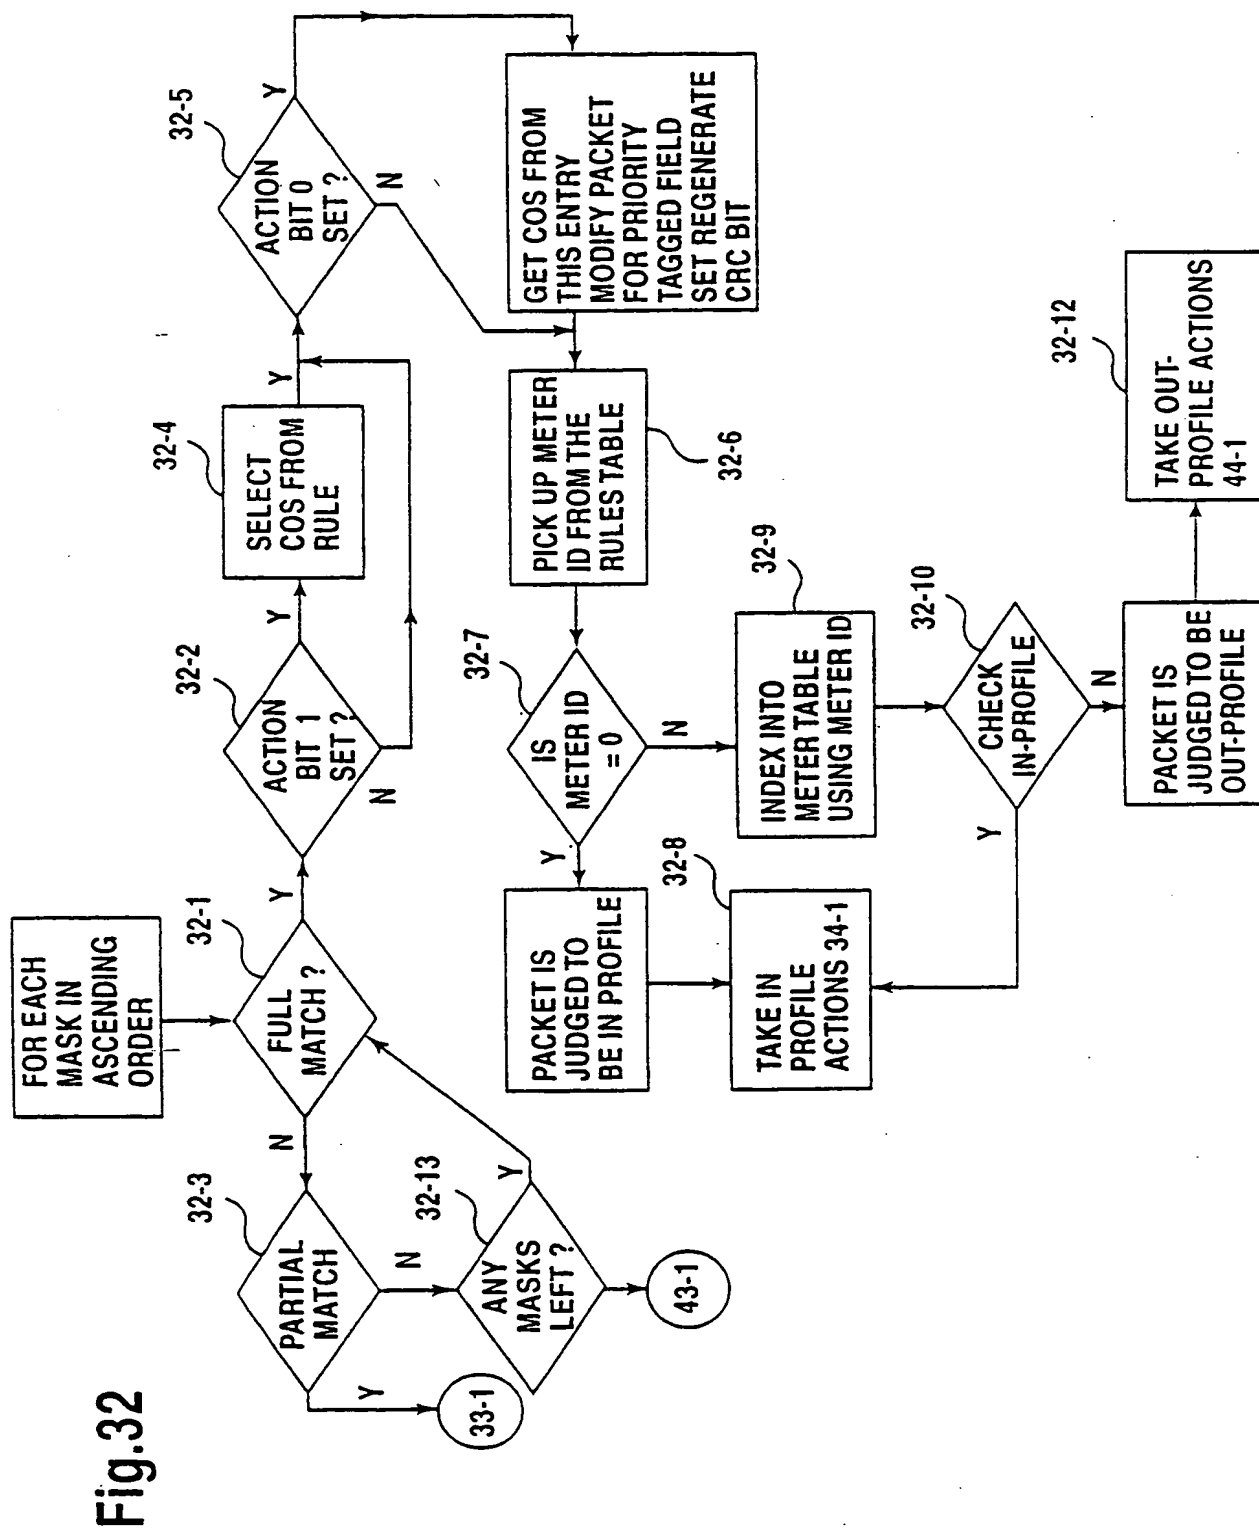 Fig.32
FOR EACH
MASK IN
ASCENDING
ORDER
32-1
FULL
MATCH ?
Y
N
32-2
ACTION
BIT 1
SET ?
Y
N
32-4
SELECT
COS FROM
RULE
Y
32-5
ACTION
BIT 0
SET ?
Y
N
GET COS FROM
THIS ENTRY
MODIFY PACKET
FOR PRIORITY
TAGGED FIELD
SET REGENERATE
CRC BIT
32-3
PARTIAL
MATCH
Y
N
33-1
32-13
ANY
MASKS
LEFT ?
Y
43-1
PICK UP METER
ID FROM THE
RULES TABLE
32-6
32-7
IS
METER ID
= 0
Y
N
PACKET IS
JUDGED TO
BE IN PROFILE
32-8
TAKE IN
PROFILE
ACTIONS 34-1
32-9
INDEX INTO
METER TABLE
USING METER ID
32-10
CHECK
IN-PROFILE
Y
N
PACKET IS
JUDGED TO BE
OUT-PROFILE
32-12
TAKE OUT-
PROFILE ACTIONS
44-1